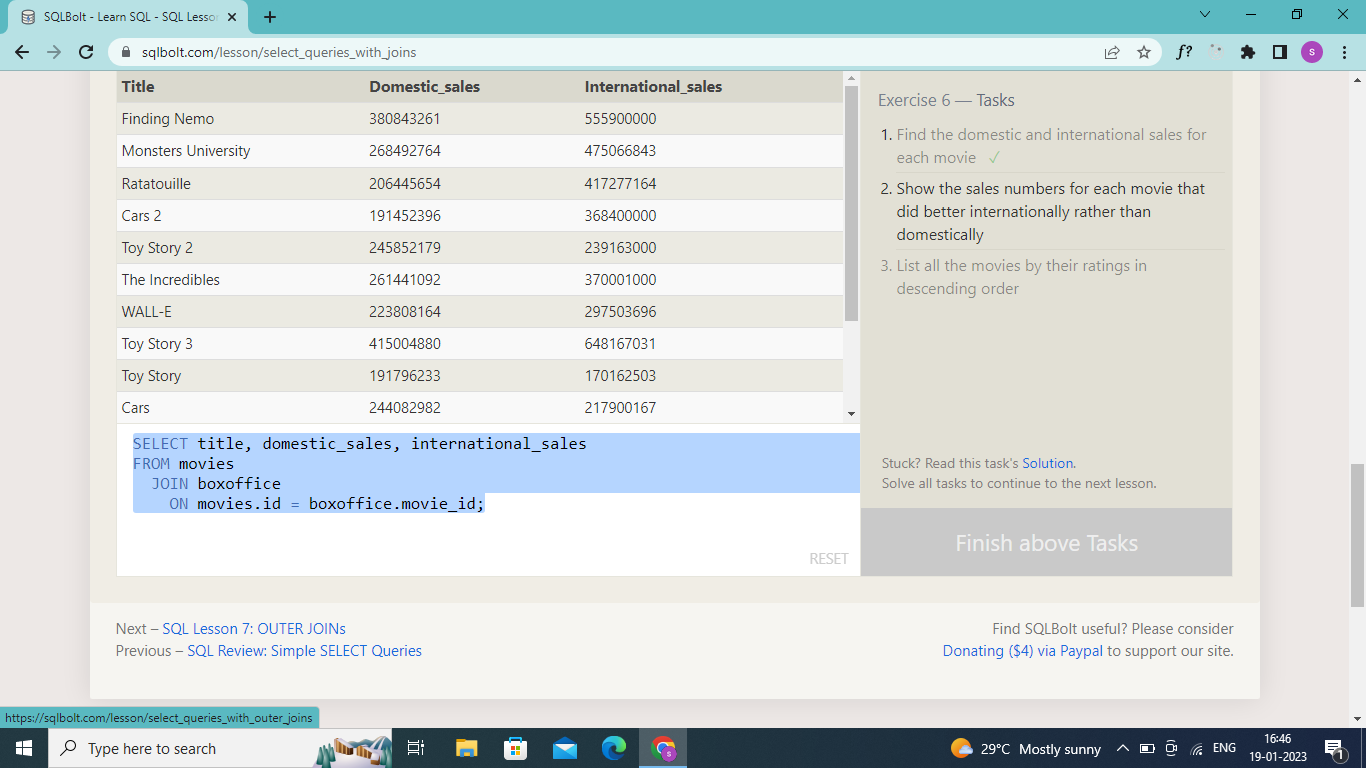 SQLBolt - Learn SQL - SQL Lesson
sqlbolt.com/lesson/select_queries_with_joins
f?
S
Title Domestic_sales International_sales
Finding Nemo 380843261 555900000
Monsters University 268492764 475066843
Ratatouille 206445654 417277164
Cars 2 191452396 368400000
Toy Story 2 245852179 239163000
The Incredibles 261441092 370001000
WALL-E 223808164 297503696
Toy Story 3 415004880 648167031
Toy Story 191796233 170162503
Cars 244082982 217900167
SELECT title, domestic_sales, international_sales
FROM movies
JOIN boxoffice
ON movies.id = boxoffice.movie_id;
RESET
Exercise 6 — Tasks
1. Find the domestic and international sales for
each movie ✓
2. Show the sales numbers for each movie that
did better internationally rather than
domestically
3. List all the movies by their ratings in
descending order
Stuck? Read this task's Solution.
Solve all tasks to continue to the next lesson.
Finish above Tasks
Next – SQL Lesson 7: OUTER JOINs
Previous – SQL Review: Simple SELECT Queries
Find SQLBolt useful? Please consider
Donating ($4) via Paypal to support our site.
https://sqlbolt.com/lesson/select_queries_with_outer_joins
Type here to search
S
29°C Mostly sunny
ENG
16:46
19-01-2023
1